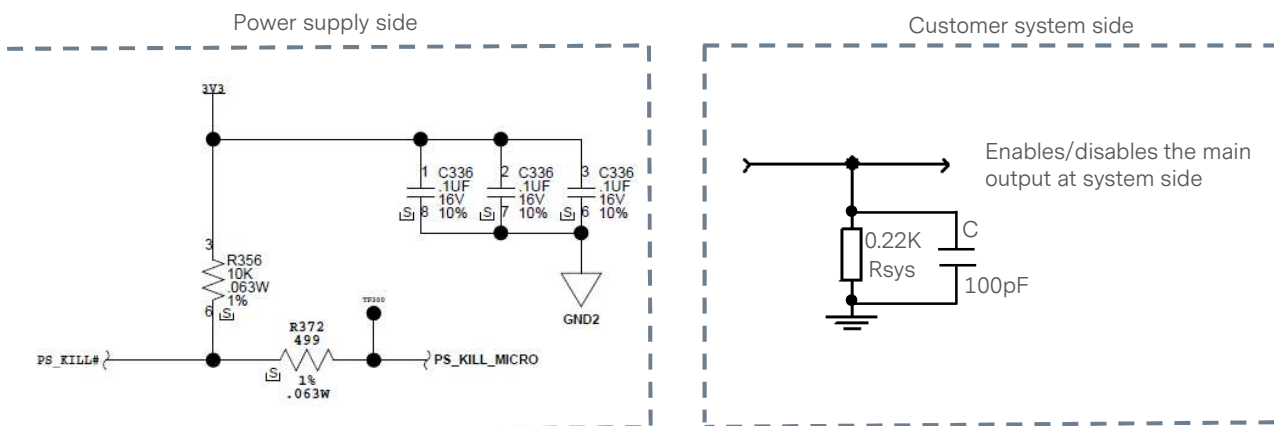 Power supply side
Customer system side
3V3
1 C336
.1UF
16V
S 8 10%
2 C336
.1UF
16V
S 7 10%
3 C336
.1UF
16V
S 6 10%
GND2
3
R356
10K
.063W
1%
6 S
R372
499
S
1%
.063W
TP300
PS_KILL#
PS_KILL_MICRO
Enables/disables the main
output at system side
0.22K
Rsys
C
100pF